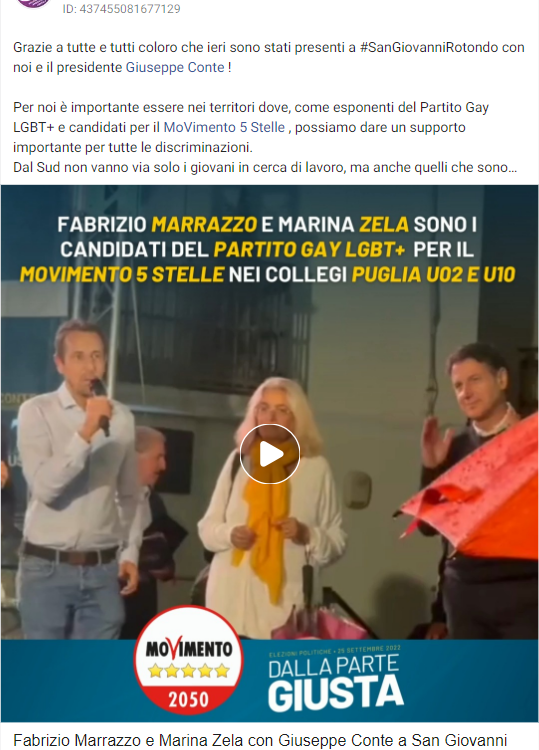 ID: 437455081677129
Grazie a tutte e tutti coloro che ieri sono stati presenti a #SanGiovanniRotondo con
noi e il presidente Giuseppe Conte !
Per noi è importante essere nei territori dove, come esponenti del Partito Gay
LGBT+ e candidati per il MoVimento 5 Stelle , possiamo dare un supporto
importante per tutte le discriminazioni.
Dal Sud non vanno via solo i giovani in cerca di lavoro, ma anche quelli che sono...
FABRIZIO MARRAZZO E MARINA ZELA SONO I
CANDIDATI DEL PARTITO GAY LGBT+ PER IL
MOVIMENTO 5 STELLE NEI COLLEGI PUGLIA U02 E U10
MOVIMENTO
2050
ELEZIONI POLITICHE • 25 SETTEMBRE 2022
DALLA PARTE
GIUSTA
Fabrizio Marrazzo e Marina Zela con Giuseppe Conte a San Giovanni